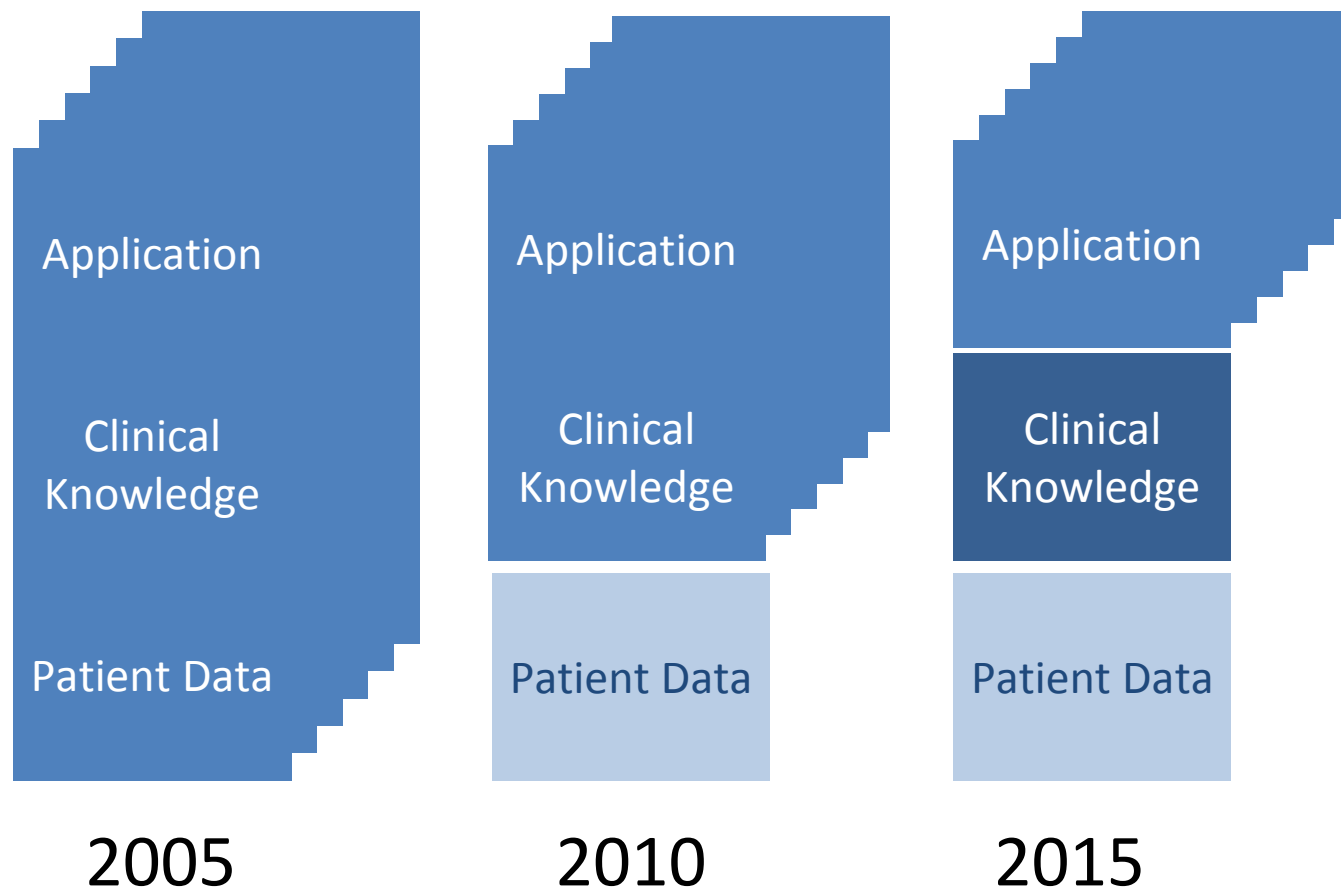 Application
Clinical
Knowledge
Patient Data
2005
Application
Clinical
Knowledge
Patient Data
2010
Application
Clinical
Knowledge
Patient Data
2015